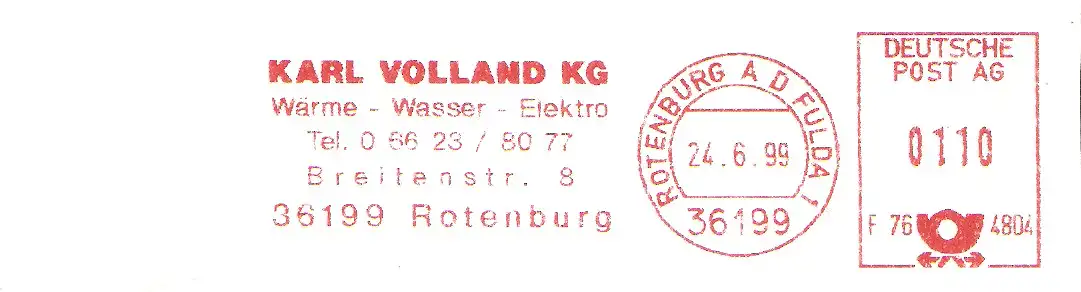 KARL VOLLAND KG
Wärme - Wasser - Elektro
Tel. 0 66 23 / 80 77
Breitenstr. 8
36199 Rotenburg
ROTENBURG A D FULDA 1
24.6.99
36199
DEUTSCHE
POST AG
0110
F 76 4804